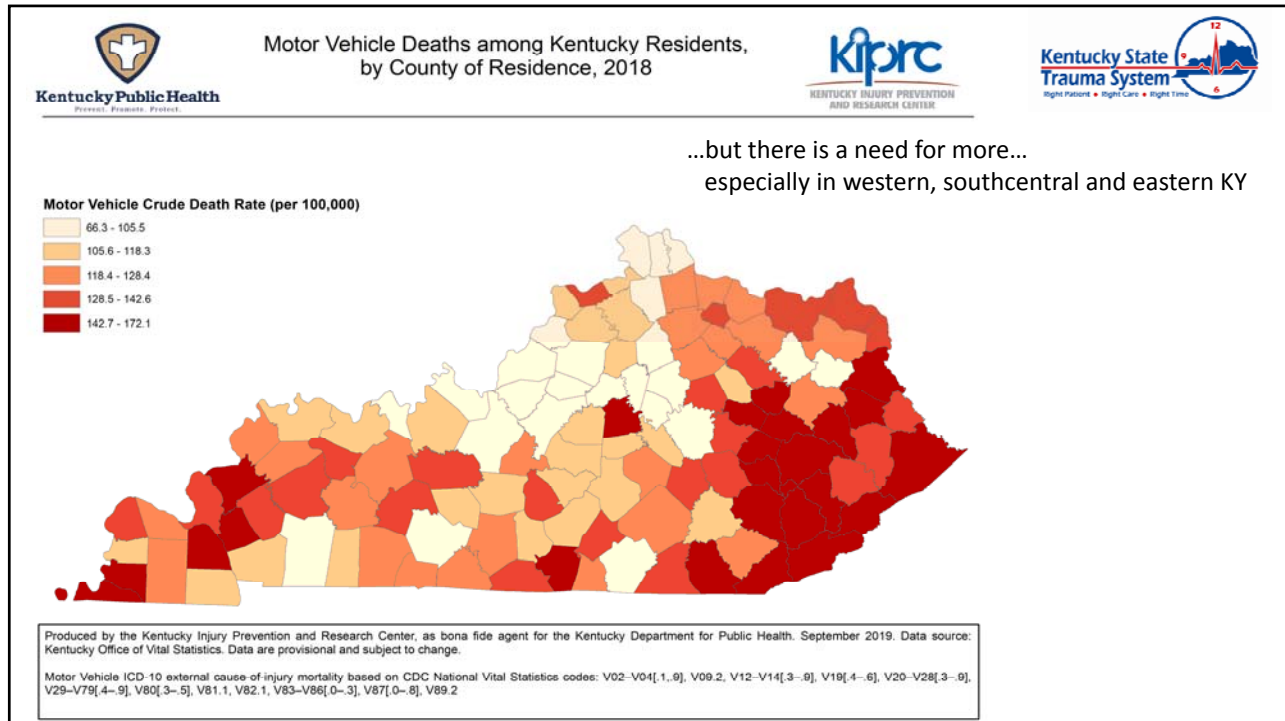 Motor Vehicle Deaths among Kentucky Residents,
by County of Residence, 2018
Kentucky Public Health
Prevent. Promote. Protect.
kiprc
KENTUCKY INJURY PREVENTION
AND RESEARCH CENTER
Kentucky State
Trauma System
Right Patient • Right Care • Right Time
12
9
6
...but there is a need for more...
especially in western, southcentral and eastern KY
Motor Vehicle Crude Death Rate (per 100,000)
66.3 - 105.5
105.6 - 118.3
118.4 - 128.4
128.5 - 142.6
142.7 - 172.1
Produced by the Kentucky Injury Prevention and Research Center, as bona fide agent for the Kentucky Department for Public Health. September 2019. Data source:
Kentucky Office of Vital Statistics. Data are provisional and subject to change.
Motor Vehicle ICD-10 external cause-of-injury mortality based on CDC National Vital Statistics codes: V02–V04[.1,.9], V09.2, V12–V14[.3–.9], V19[.4–.6], V20–V28[.3–.9],
V29–V79[.4–.9], V80[.3–.5], V81.1, V82.1, V83–V86[.0–.3], V87[.0–.8], V89.2